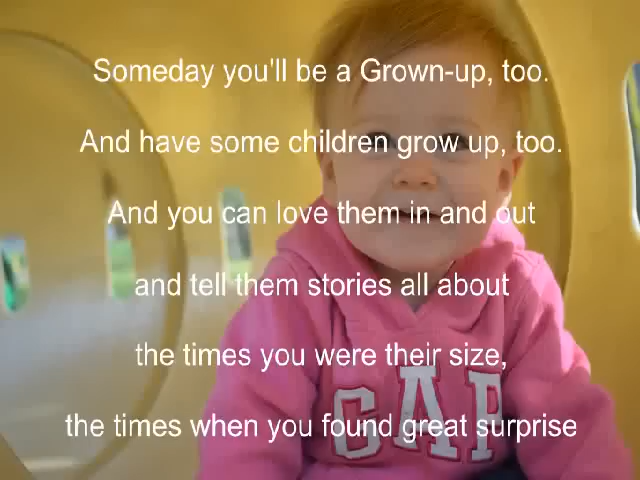 Someday you'll be a Grown-up, too.
And have some children grow up, too.
And you can love them in and out
and tell them stories all about
the times you were their size,
the times when you found great surprise
GAP